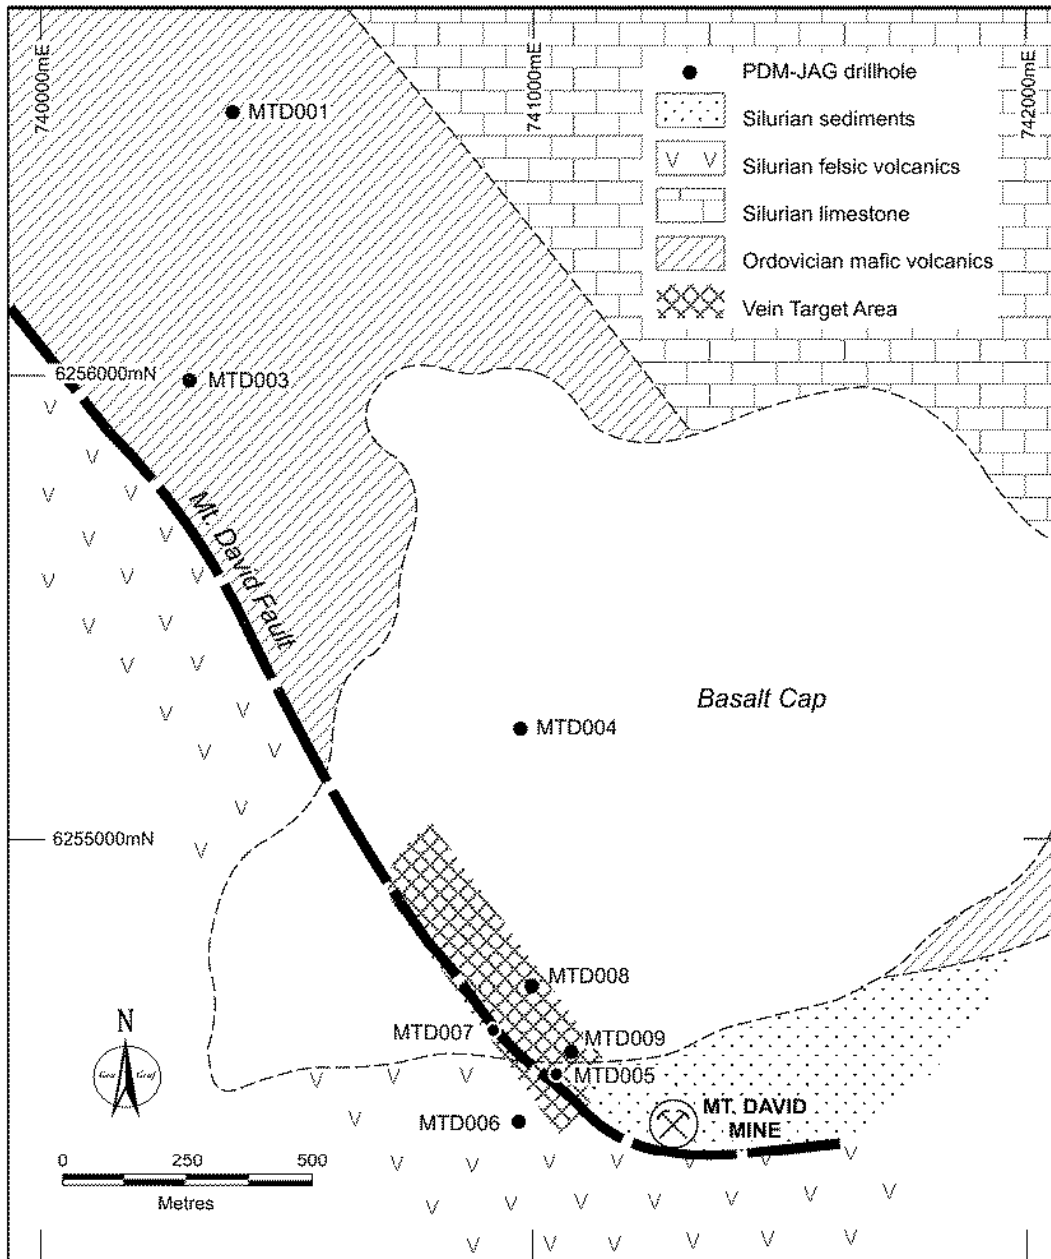 740000mE
741000mE
742000mE
PDM-JAG drillhole
Silurian sediments
Silurian felsic volcanics
Silurian limestone
Ordovician mafic volcanics
Vein Target Area
MTD001
6256000mN
MTD003
Mt. David Fault
Basalt Cap
MTD004
6255000mN
MTD008
MTD007
MTD009
MTD005
MTD006
MT. DAVID
MINE
N
Geo Graf
0 250 500
Metres